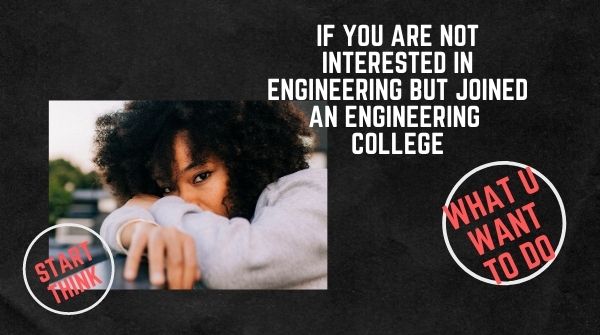 IF YOU ARE NOT
INTERESTED IN
ENGINEERING BUT JOINED
AN ENGINEERING
COLLEGE
WHAT U
WANT
TO DO
START
THINK